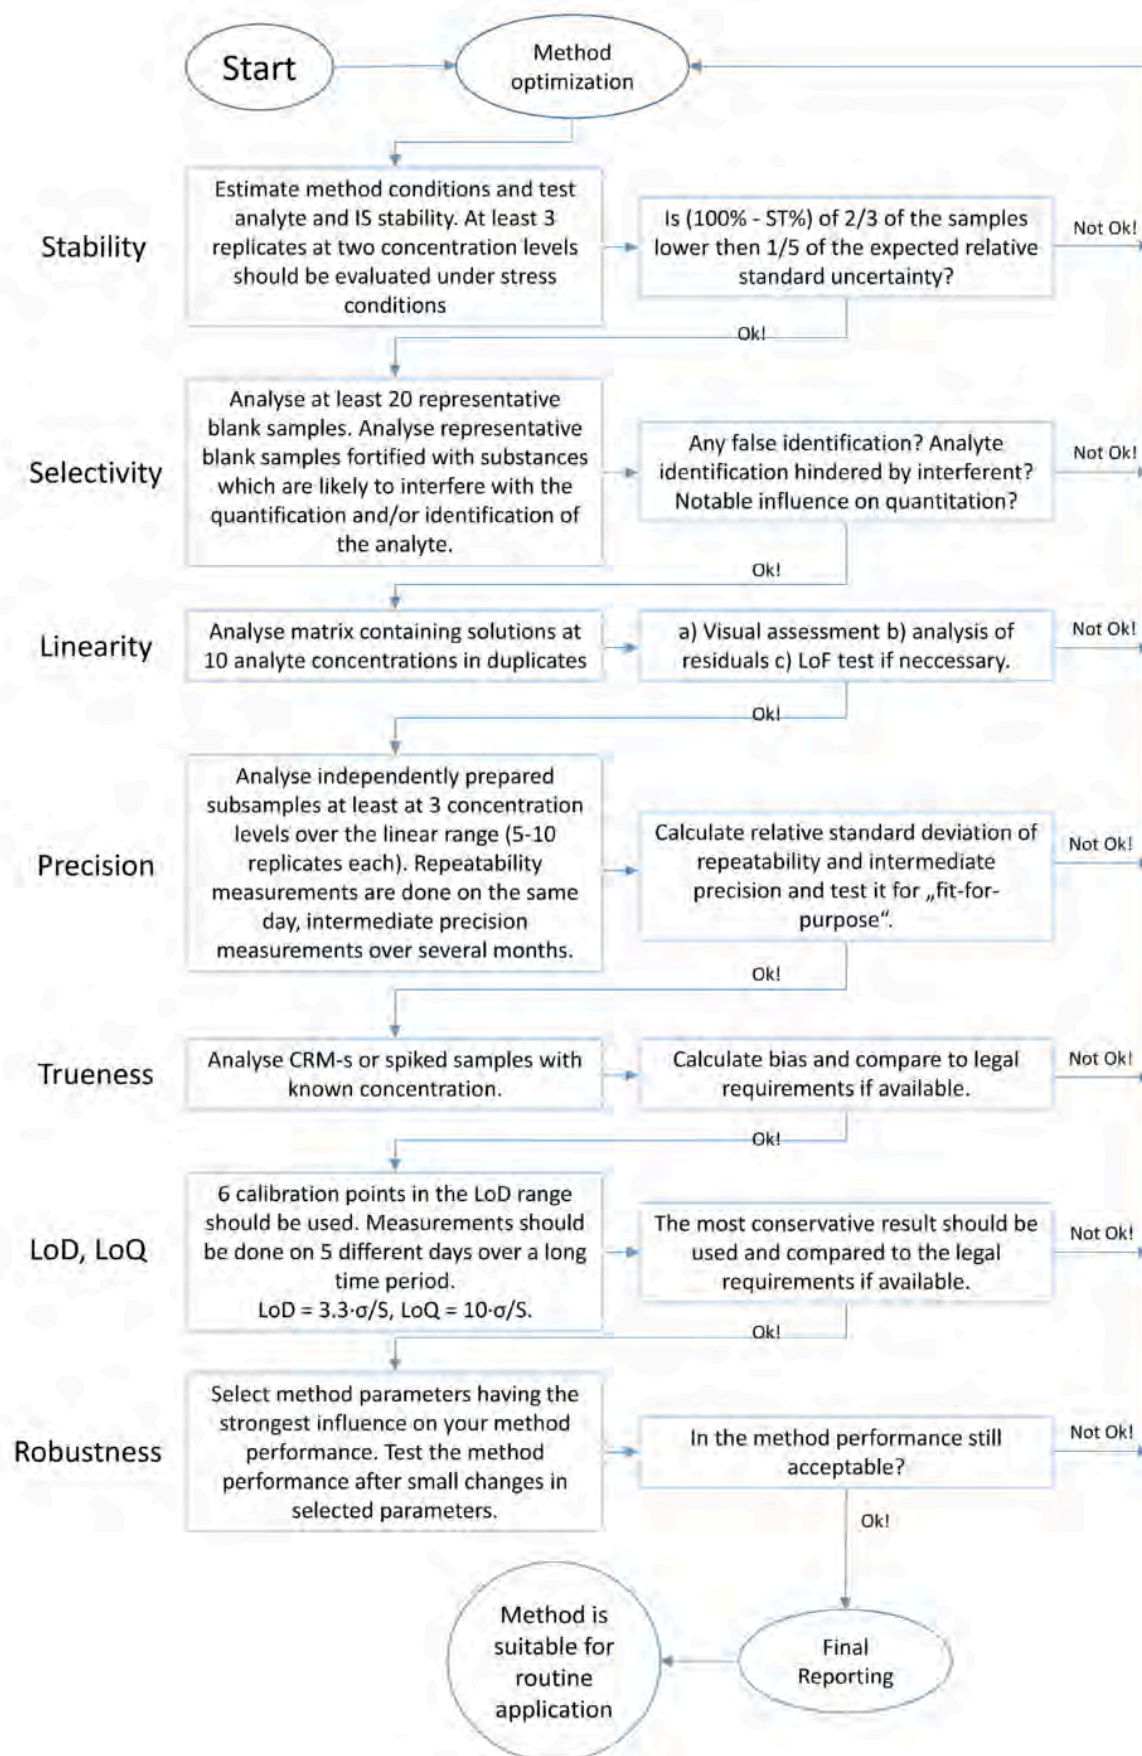 Start
Method
optimization
Stability
Estimate method conditions and test
analyte and IS stability. At least 3
replicates at two concentration levels
should be evaluated under stress
conditions
Is (100% - ST%) of 2/3 of the samples
lower then 1/5 of the expected relative
standard uncertainty?
Not Ok!
Ok!
Selectivity
Analyse at least 20 representative
blank samples. Analyse representative
blank samples fortified with substances
which are likely to interfere with the
quantification and/or identification of
the analyte.
Any false identification? Analyte
identification hindered by interferent?
Notable influence on quantitation?
Not Ok!
Ok!
Linearity
Analyse matrix containing solutions at
10 analyte concentrations in duplicates
a) Visual assessment b) analysis of
residuals c) LoF test if neccessary.
Not Ok!
Ok!
Precision
Analyse independently prepared
subsamples at least at 3 concentration
levels over the linear range (5-10
replicates each). Repeatability
measurements are done on the same
day, intermediate precision
measurements over several months.
Calculate relative standard deviation of
repeatability and intermediate
precision and test it for „fit-for-
purpose“.
Not Ok!
Ok!
Trueness
Analyse CRM-s or spiked samples with
known concentration.
Calculate bias and compare to legal
requirements if available.
Not Ok!
Ok!
LoD, LoQ
6 calibration points in the LoD range
should be used. Measurements should
be done on 5 different days over a long
time period.
LoD = 3.3·σ/S, LoQ = 10·σ/S.
The most conservative result should be
used and compared to the legal
requirements if available.
Not Ok!
Ok!
Robustness
Select method parameters having the
strongest influence on your method
performance. Test the method
performance after small changes in
selected parameters.
In the method performance still
acceptable?
Not Ok!
Ok!
Method is
suitable for
routine
application
Final
Reporting